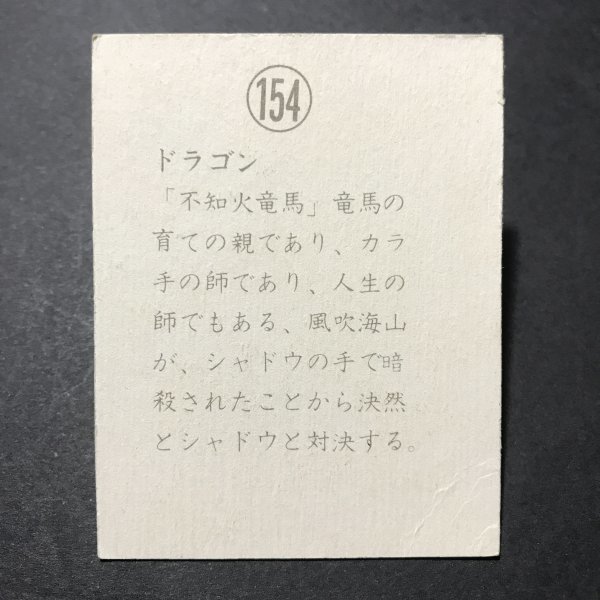 154
ドラゴン
「不知火竜馬」竜馬の
育ての親であり、カラ
手の師であり、人生の
師でもある、風吹海山
が、シャドウの手で暗
殺されたことから決然
とシャドウと対決する。